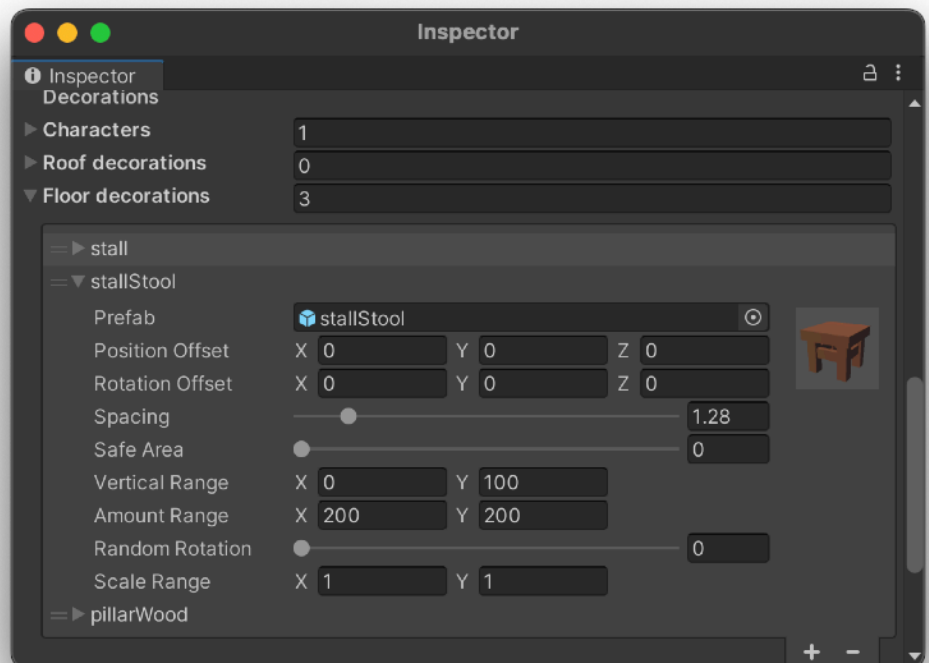 Inspector
Inspector
Decorations
Characters 1
Roof decorations 0
Floor decorations 3
stall
stallStool
Prefab stallStool
Position Offset X 0 Y 0 Z 0
Rotation Offset X 0 Y 0 Z 0
Spacing 1.28
Safe Area 0
Vertical Range X 0 Y 100
Amount Range X 200 Y 200
Random Rotation 0
Scale Range X 1 Y 1
pillarWood